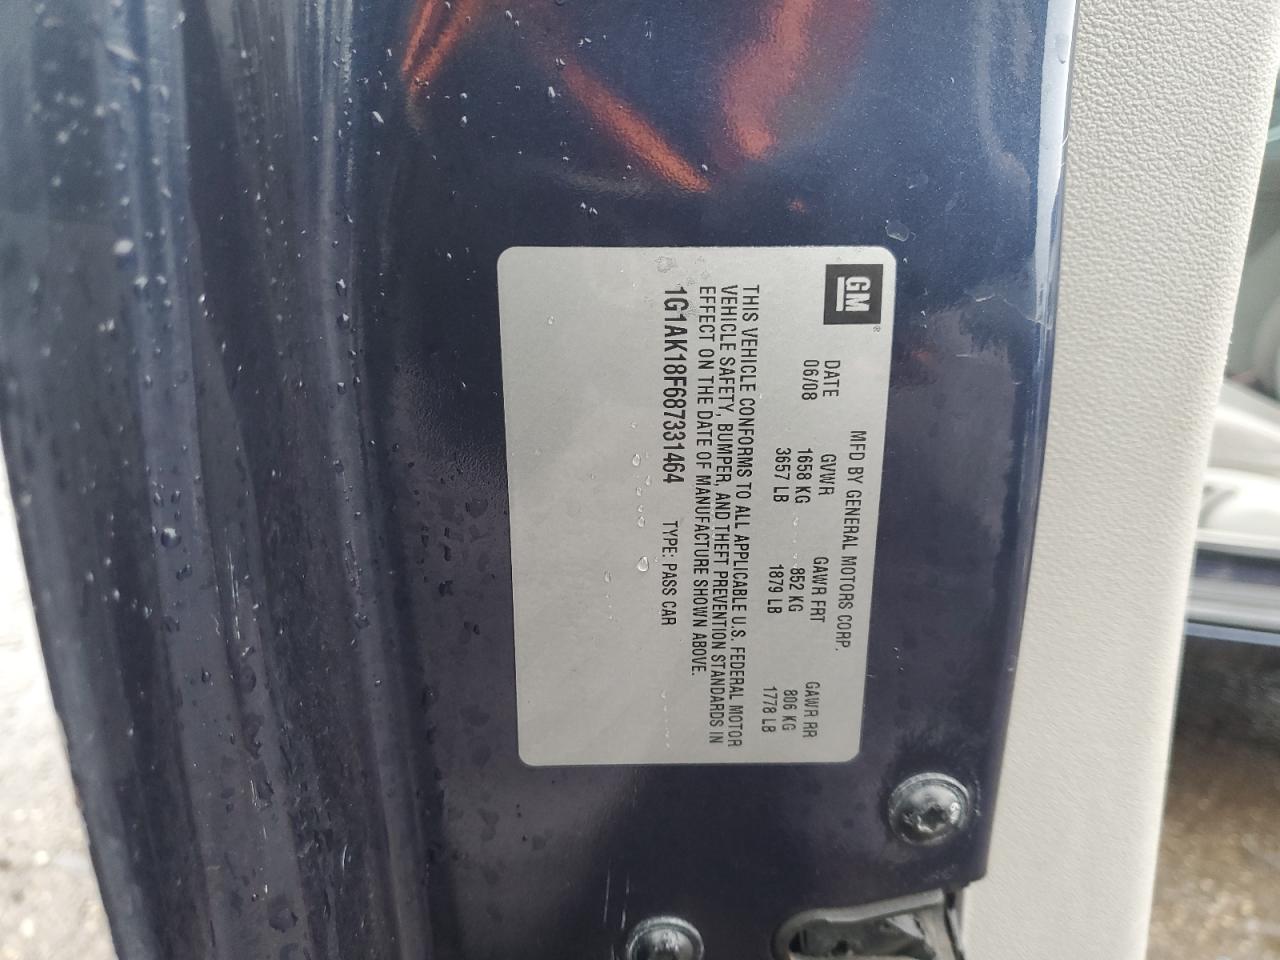 GM®
MFD BY GENERAL MOTORS CORP.
DATE GVWR GAWR FRT GAWR RR
06/08 1658 KG 852 KG 806 KG
3657 LB 1879 LB 1778 LB
THIS VEHICLE CONFORMS TO ALL APPLICABLE U.S. FEDERAL MOTOR
VEHICLE SAFETY, BUMPER, AND THEFT PREVENTION STANDARDS IN
EFFECT ON THE DATE OF MANUFACTURE SHOWN ABOVE.
1G1AK18F687331464 TYPE: PASS CAR